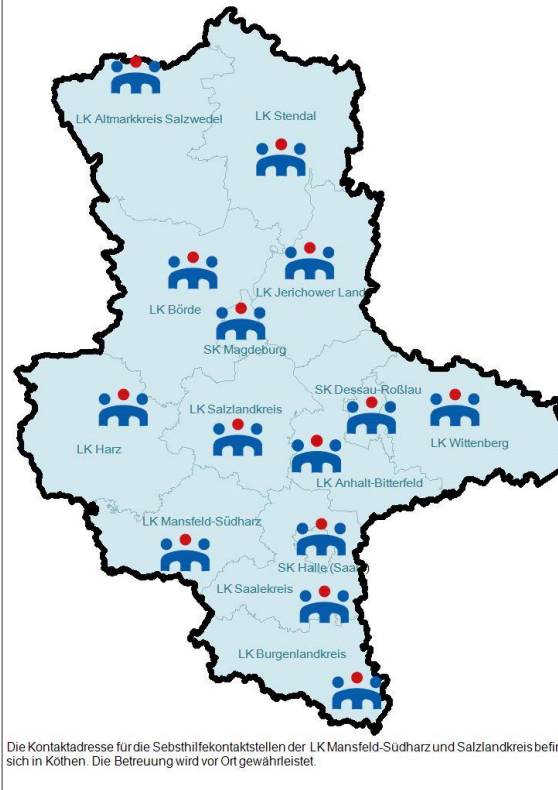 LK Altmarkkreis Salzwedel
LK Stendal
LK Jerichower Land
LK Börde
SK Magdeburg
SK Dessau-Roßlau
LK Salzlandkreis
LK Harz
LK Wittenberg
LK Anhalt-Bitterfeld
LK Mansfeld-Südharz
SK Halle (Saale)
LK Saalekreis
LK Burgenlandkreis
Die Kontaktadresse für die Sebsthilfekontaktstellen der LK Mansfeld-Südharz und Salzlandkreis
sich in Köthen. Die Betreuung wird vor Ort gewährleistet.